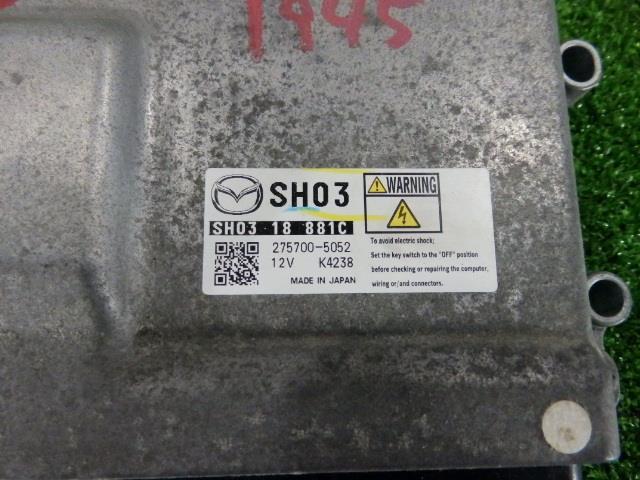 1945
SH03
SH03 18 881C
275700-5052
12V K4238
MADE IN JAPAN
WARNING
To avoid electric shock;
Set the key switch to the "OFF" position
before checking or repairing the computer,
wiring or/and connectors.